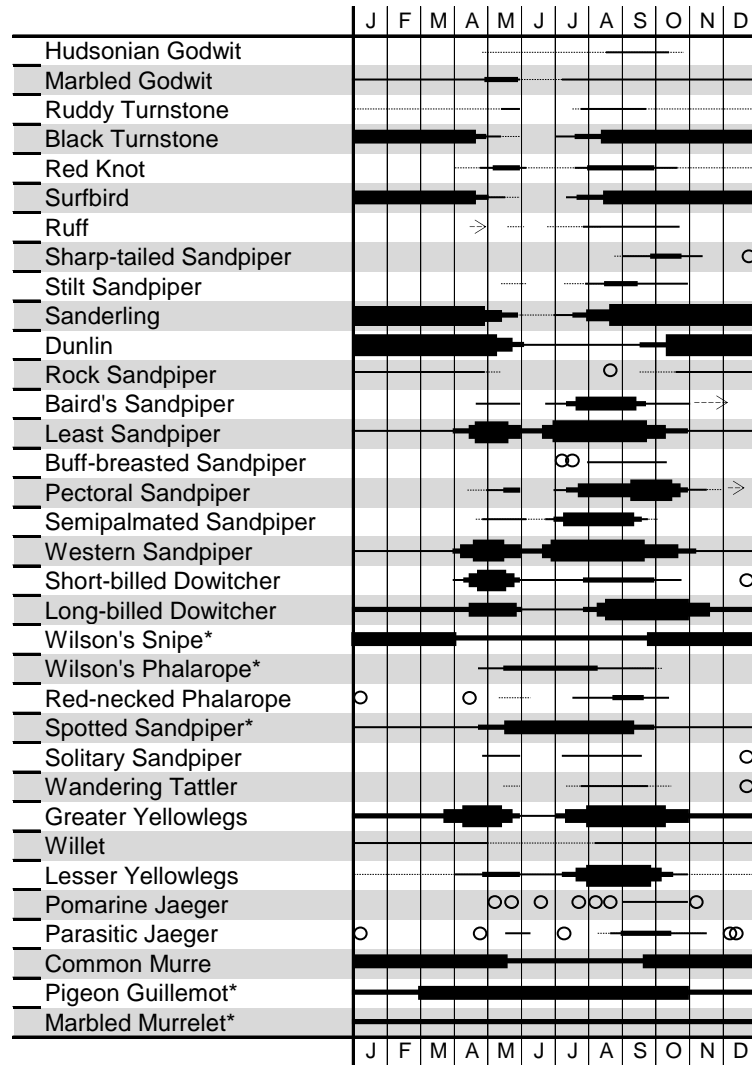 J F M A M J J A S O N D
Hudsonian Godwit
Marbled Godwit
Ruddy Turnstone
Black Turnstone
Red Knot
Surfbird
Ruff
Sharp-tailed Sandpiper
Stilt Sandpiper
Sanderling
Dunlin
Rock Sandpiper
Baird's Sandpiper
Least Sandpiper
Buff-breasted Sandpiper
Pectoral Sandpiper
Semipalmated Sandpiper
Western Sandpiper
Short-billed Dowitcher
Long-billed Dowitcher
Wilson's Snipe*
Wilson's Phalarope*
Red-necked Phalarope
Spotted Sandpiper*
Solitary Sandpiper
Wandering Tattler
Greater Yellowlegs
Willet
Lesser Yellowlegs
Pomarine Jaeger
Parasitic Jaeger
Common Murre
Pigeon Guillemot*
Marbled Murrelet*
J F M A M J J A S O N D